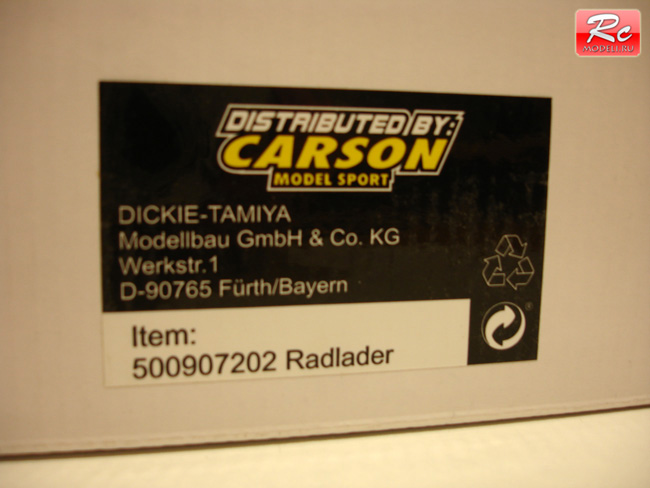 Rc
MODELI.RU
DISTRIBUTED BY:
CARSON
MODEL SPORT
DICKIE-TAMIYA
Modellbau GmbH & Co. KG
Werkstr.1
D-90765 Fürth/Bayern
Item:
500907202 Radlader